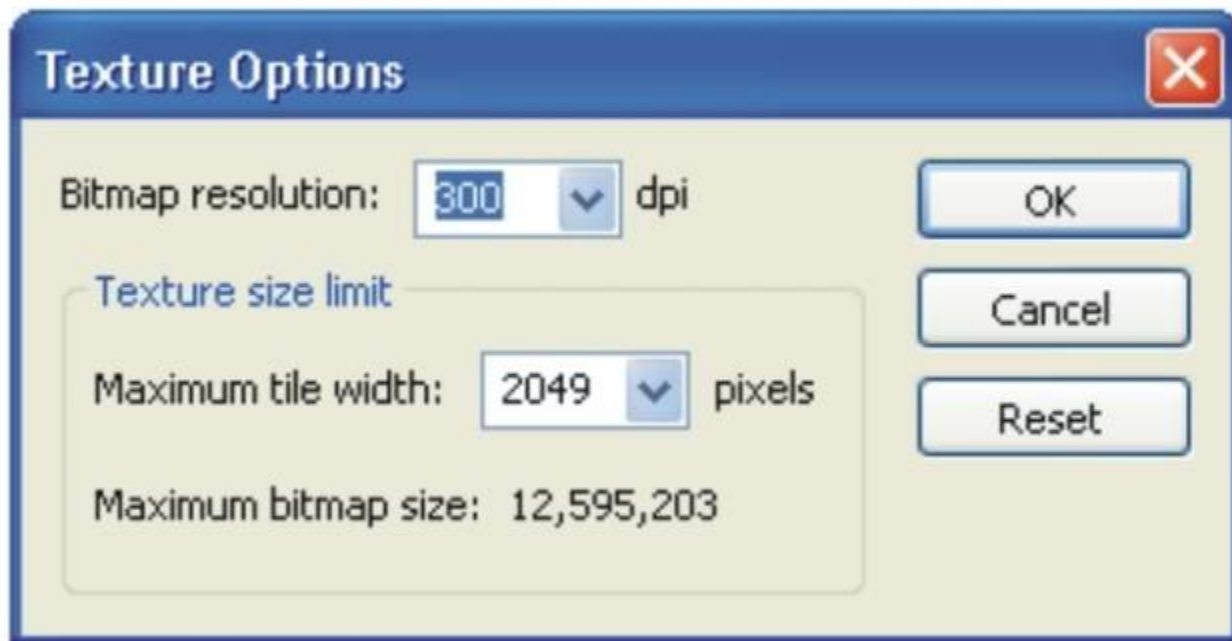 Texture Options
Bitmap resolution: 300 dpi
OK
Texture size limit
Cancel
Maximum tile width: 2049 pixels
Reset
Maximum bitmap size: 12,595,203